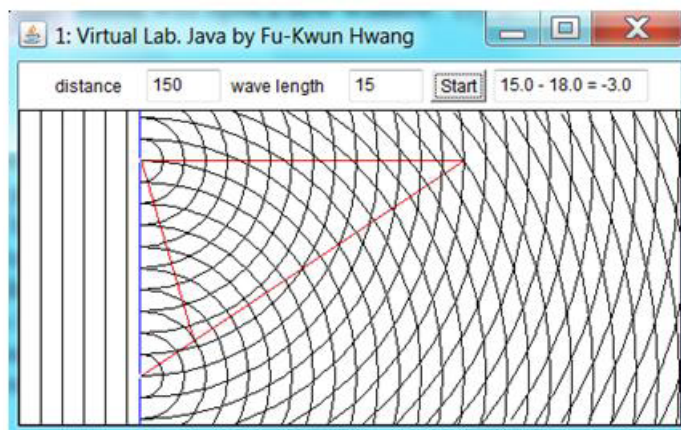 1: Virtual Lab. Java by Fu-Kwun Hwang
distance 150 wave length 15 Start 15.0 - 18.0 = -3.0